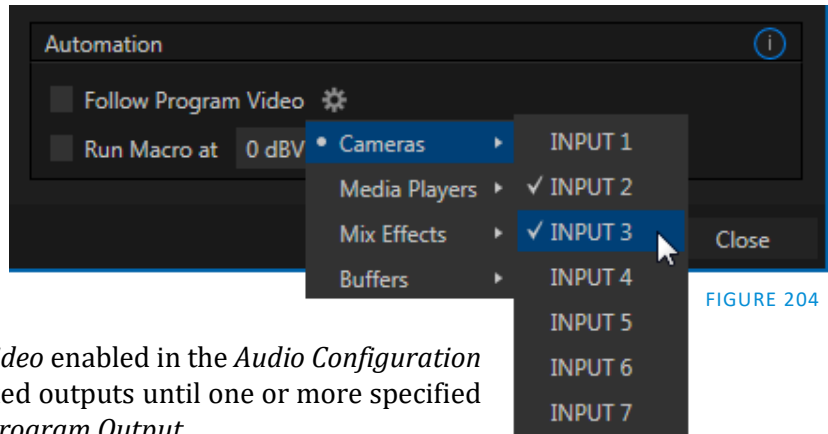 Automation
Follow Program Video
Run Macro at 0 dBV
Cameras
Media Players
Mix Effects
Buffers
INPUT 1
INPUT 2
INPUT 3
INPUT 4
INPUT 5
INPUT 6
INPUT 7
Close
FIGURE 204
ideo enabled in the Audio Configuration
ed outputs until one or more specified
rogram Output.